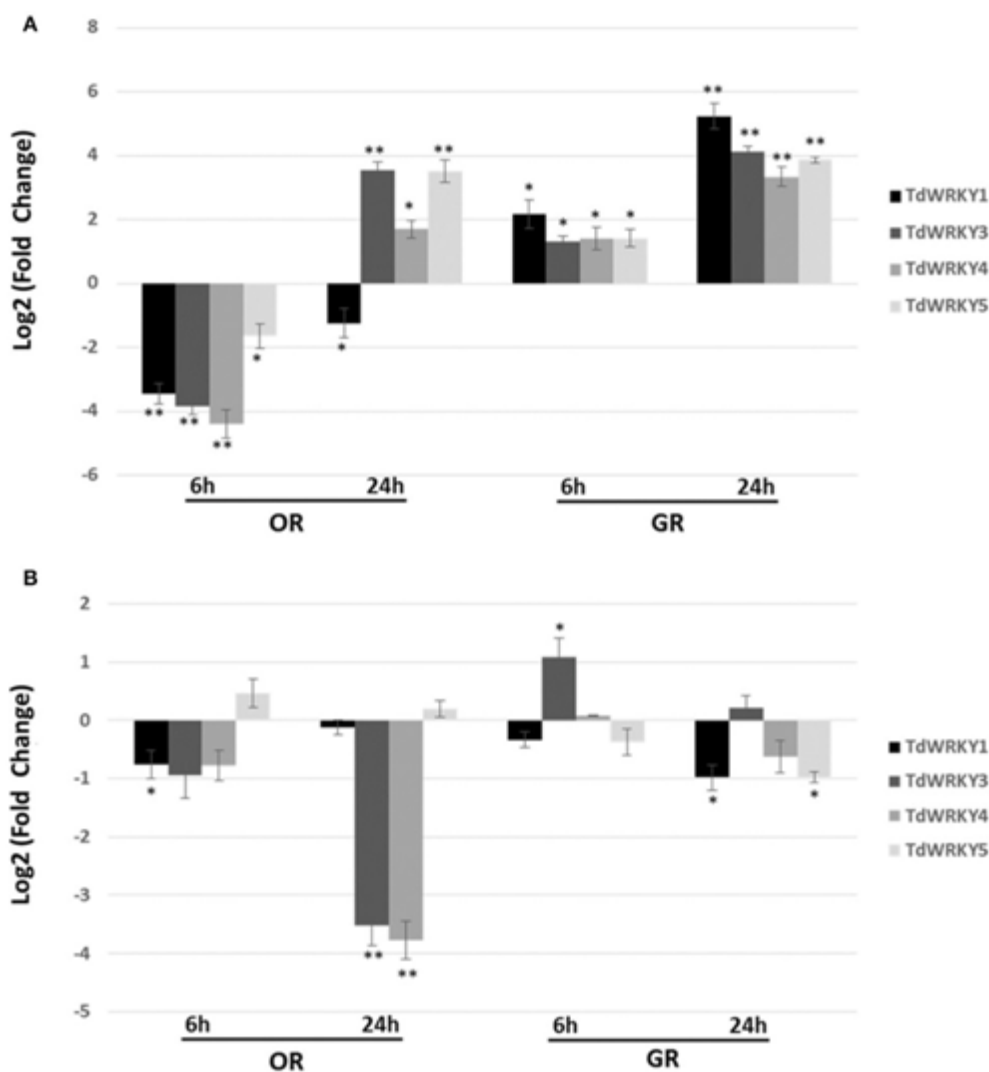 A
Log2 (Fold Change)
8
6
4
2
0
-2
-4
-6
** ** ** *
* ** * **
* * * *
** ** ** **
6h 24h 6h 24h
OR GR
TdWRKY1
TdWRKY3
TdWRKY4
TdWRKY5
B
Log2 (Fold Change)
2
1
0
-1
-2
-3
-4
-5
*
** **
*
* *
6h 24h 6h 24h
OR GR
TdWRKY1
TdWRKY3
TdWRKY4
TdWRKY5